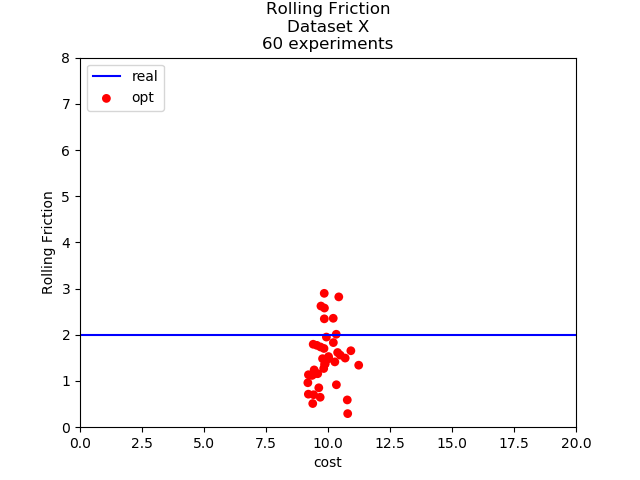 Rolling Friction
Dataset X
60 experiments
real
opt
8
7
6
5
4
3
2
1
0
Rolling Friction
0.0 2.5 5.0 7.5 10.0 12.5 15.0 17.5 20.0
cost